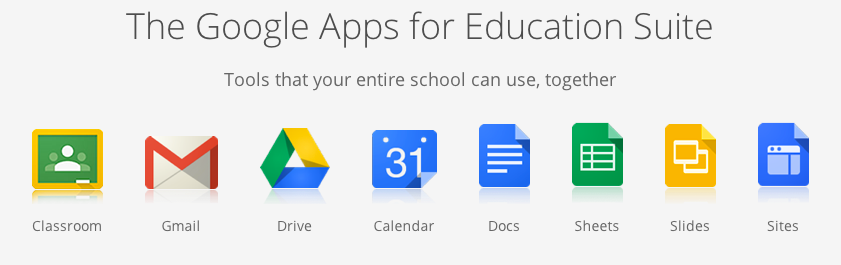 The Google Apps for Education Suite
Tools that your entire school can use, together
31
Classroom Gmail Drive Calendar Docs Sheets Slides Sites